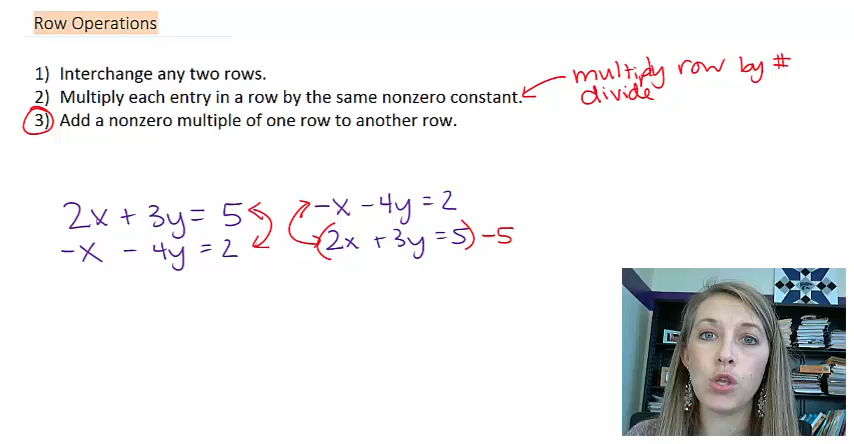 Row Operations
1) Interchange any two rows.
2) Multiply each entry in a row by the same nonzero constant.
multiply row by #
divide
3) Add a nonzero multiple of one row to another row.
2x + 3y = 5
-x - 4y = 2
-x - 4y = 2
(2x + 3y = 5) -5